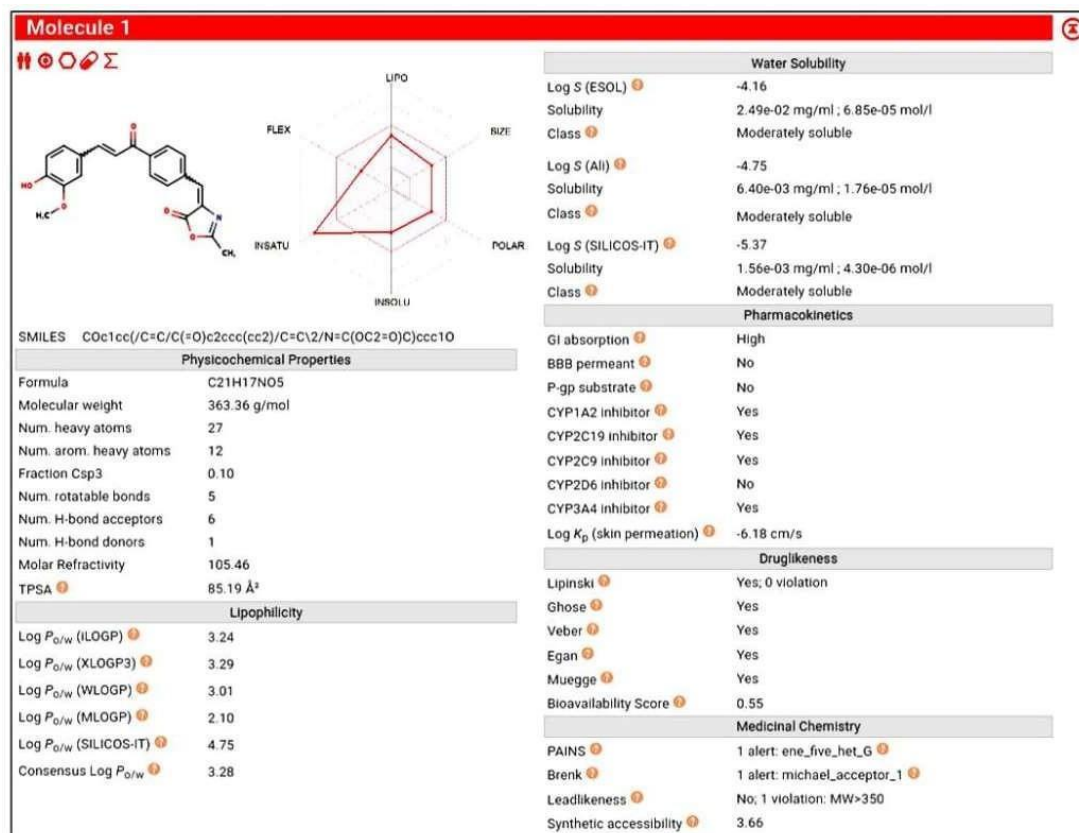 Molecule 1
LIPO
FLEX
SIZE
O
HO
O
H₃C
O
O
N
O
CH₃
INSATU
POLAR
INSOLU
SMILES COc1cc(/C=C/C(=O)c2ccc(cc2)/C=C\2/N=C(OC2=O)C)ccc1O
Physicochemical Properties
Formula C21H17NO5
Molecular weight 363.36 g/mol
Num. heavy atoms 27
Num. arom. heavy atoms 12
Fraction Csp3 0.10
Num. rotatable bonds 5
Num. H-bond acceptors 6
Num. H-bond donors 1
Molar Refractivity 105.46
TPSA ? 85.19 Å²
Lipophilicity
Log Po/w (iLOGP) ? 3.24
Log Po/w (XLOGP3) ? 3.29
Log Po/w (WLOGP) ? 3.01
Log Po/w (MLOGP) ? 2.10
Log Po/w (SILICOS-IT) ? 4.75
Consensus Log Po/w ? 3.28
Water Solubility
Log S (ESOL) ? -4.16
Solubility 2.49e-02 mg/ml ; 6.85e-05 mol/l
Class ? Moderately soluble
Log S (Ali) ? -4.75
Solubility 6.40e-03 mg/ml ; 1.76e-05 mol/l
Class ? Moderately soluble
Log S (SILICOS-IT) ? -5.37
Solubility 1.56e-03 mg/ml ; 4.30e-06 mol/l
Class ? Moderately soluble
Pharmacokinetics
GI absorption ? High
BBB permeant ? No
P-gp substrate ? No
CYP1A2 inhibitor ? Yes
CYP2C19 inhibitor ? Yes
CYP2C9 inhibitor ? Yes
CYP2D6 inhibitor ? No
CYP3A4 inhibitor ? Yes
Log Kp (skin permeation) ? -6.18 cm/s
Druglikeness
Lipinski ? Yes; 0 violation
Ghose ? Yes
Veber ? Yes
Egan ? Yes
Muegge ? Yes
Bioavailability Score ? 0.55
Medicinal Chemistry
PAINS ? 1 alert: ene_five_het_G ?
Brenk ? 1 alert: michael_acceptor_1 ?
Leadlikeness ? No; 1 violation: MW>350
Synthetic accessibility ? 3.66